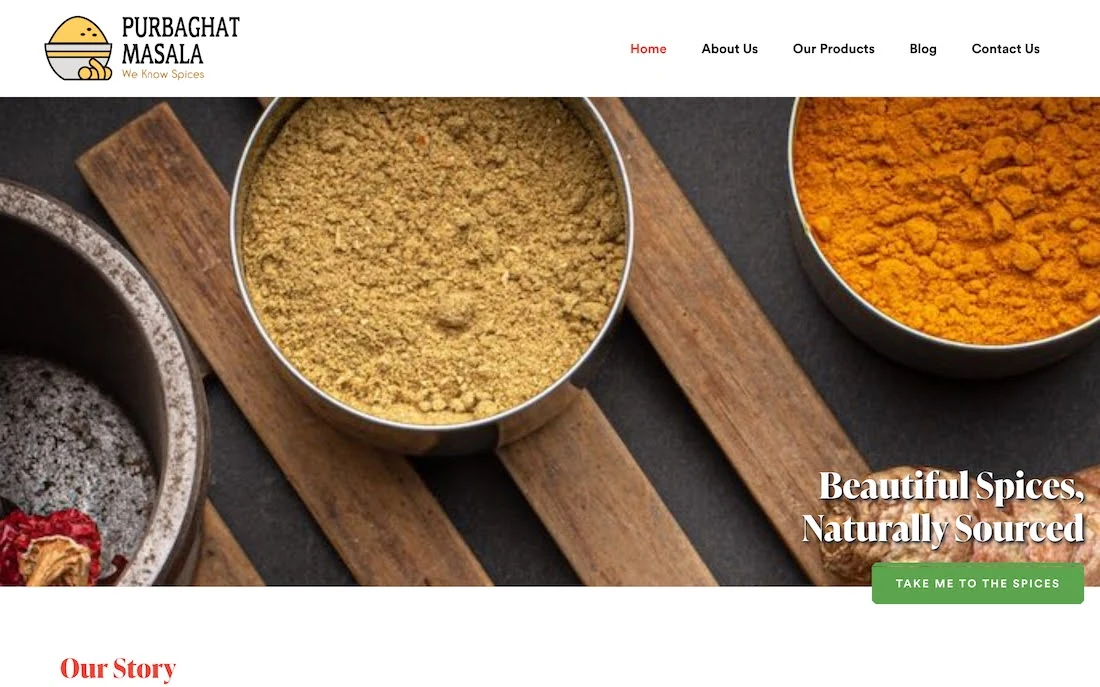 PURBAGHAT
MASALA
We Know Spices
Home
About Us
Our Products
Blog
Contact Us
Beautiful Spices,
Naturally Sourced
TAKE ME TO THE SPICES
Our Story